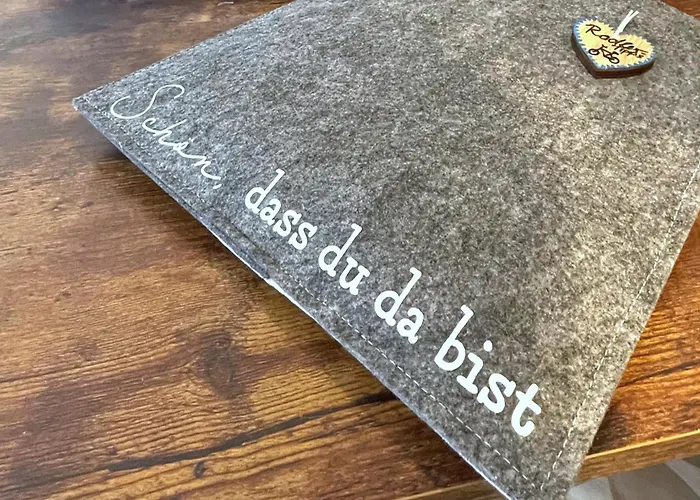 Schön, dass du da bist